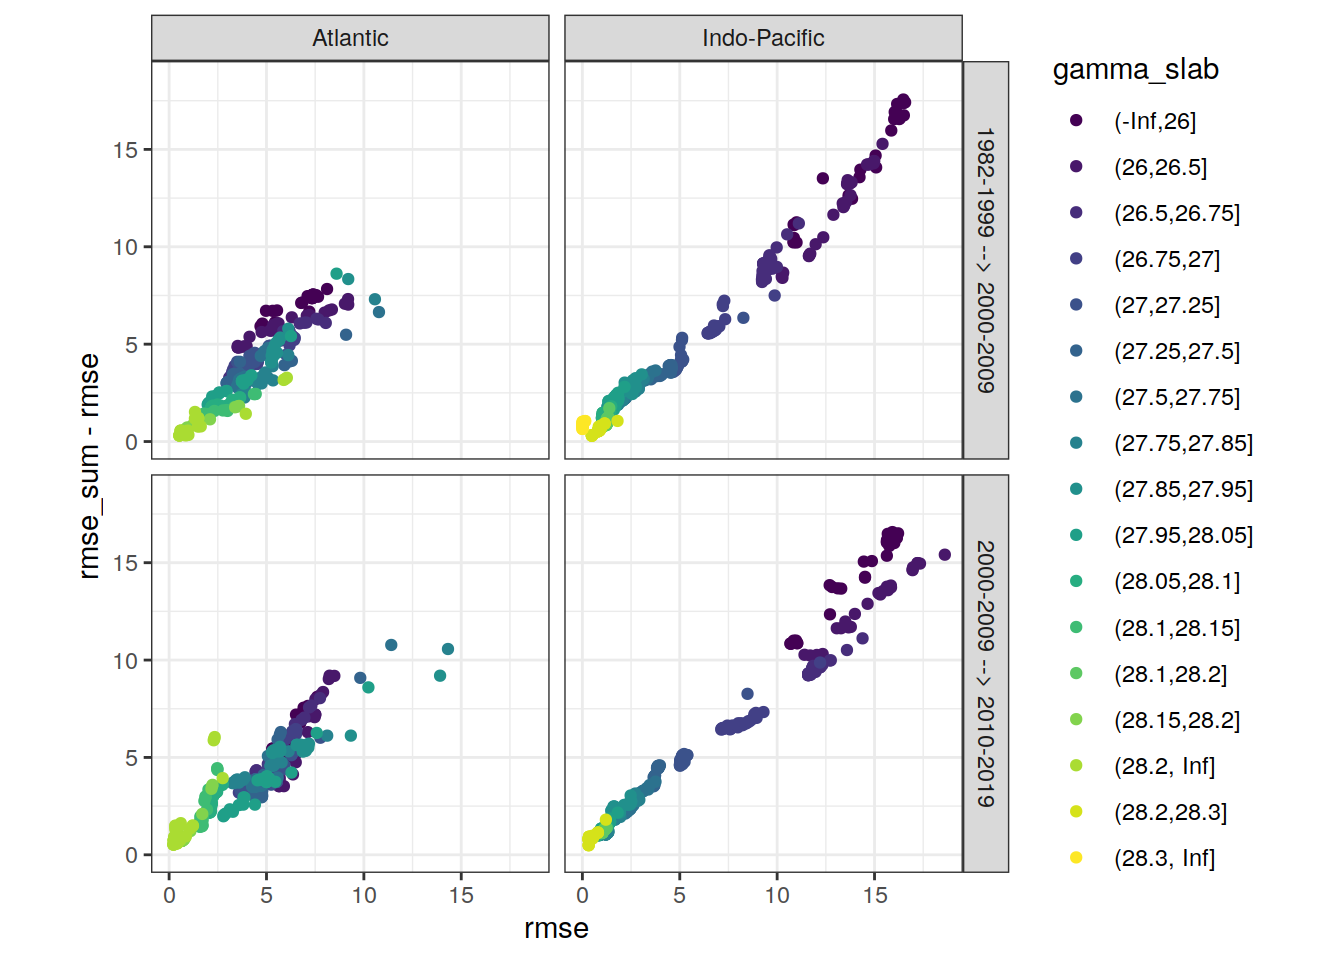 Atlantic
Indo-Pacific
gamma_slab
(-Inf,26]
(26,26.5]
(26.5,26.75]
(26.75,27]
(27,27.25]
(27.25,27.5]
(27.5,27.75]
(27.75,27.85]
(27.85,27.95]
(27.95,28.05]
(28.05,28.1]
(28.1,28.15]
(28.1,28.2]
(28.15,28.2]
(28.2, Inf]
(28.2,28.3]
(28.3, Inf]
1982-1999 --> 2000-2009
2000-2009 --> 2010-2019
rmse_sum - rmse
15
10
5
0
15
10
5
0
0 5 10 15 0 5 10 15
rmse